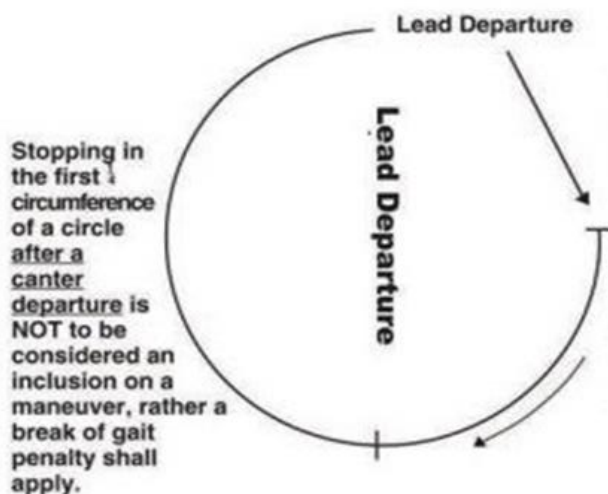 Lead Departure
Lead Departure
Stopping in
the first
circumference
of a circle
after a
canter
departure is
NOT to be
considered an
inclusion on a
maneuver, rather a
break of gait
penalty shall
apply.